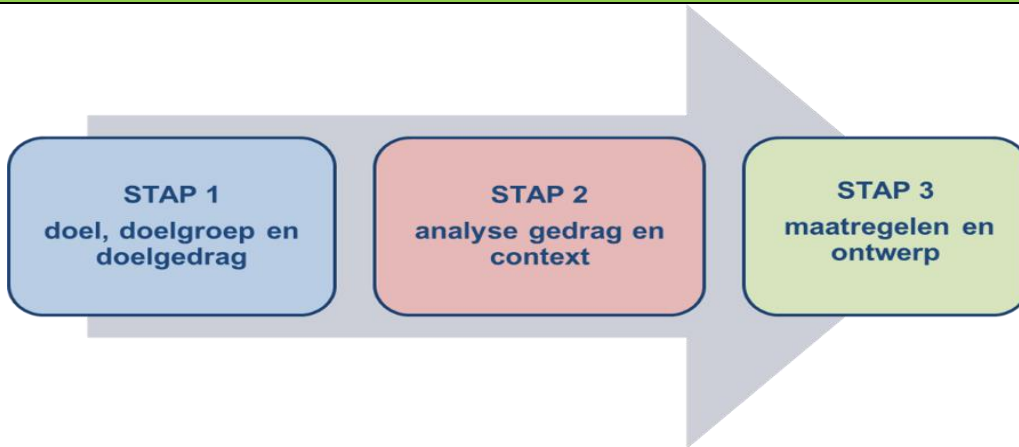 STAP 1
doel, doelgroep en
doelgedrag
STAP 2
analyse gedrag en
context
STAP 3
maatregelen en
ontwerp